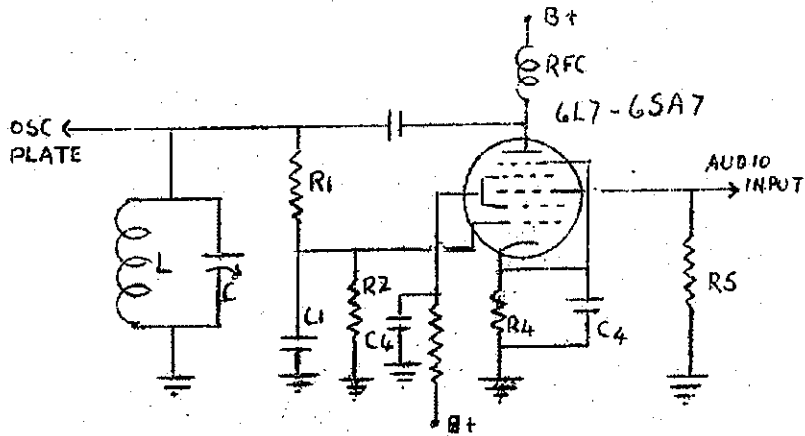 B+
RFC
6L7-6SA7
OSC
PLATE
AUDIO
INPUT
R1
L
C
R2
R5
C1
C4
R4
C4
B+